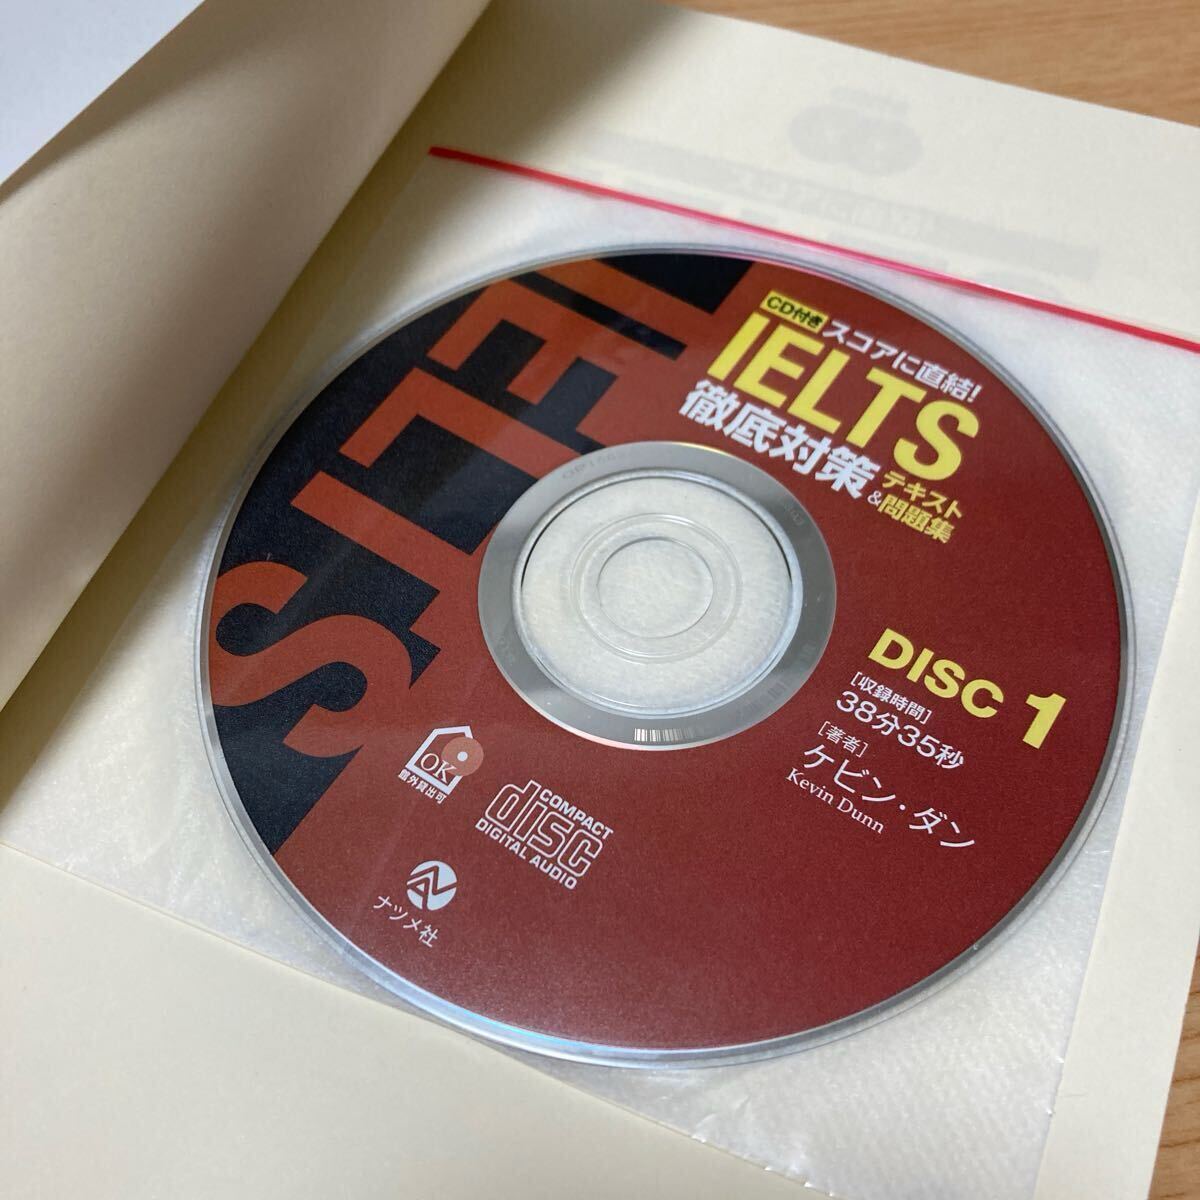 CD付き スコアに直結!
IELTS
徹底対策
テキスト
&問題集
DISC 1
[収録時間]
38分35秒
[著者]
ケビン・ダン
Kevin Dunn
OK
館外貸出可
COMPACT
disc
DIGITAL AUDIO
ナツメ社
IELTS